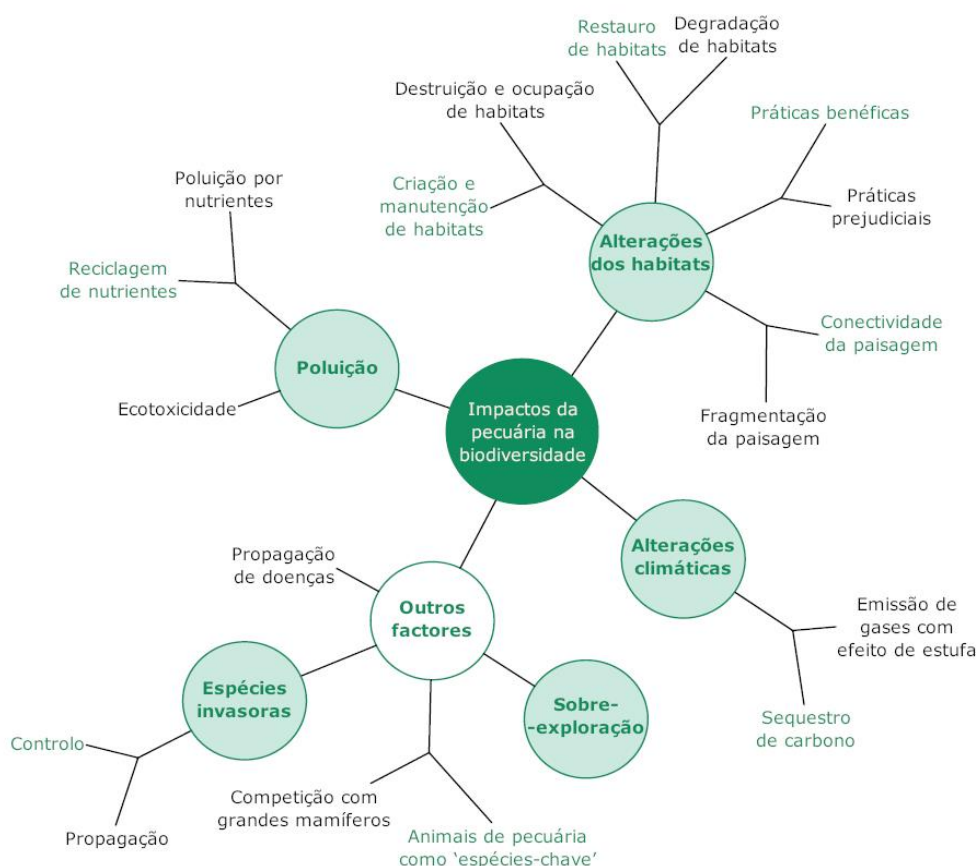 Restauro
de habitats
Degradação
de habitats
Destruição e ocupação
de habitats
Criação e
manutenção
de habitats
Práticas benéficas
Práticas
prejudiciais
Alterações
dos habitats
Conectividade
da paisagem
Fragmentação
da paisagem
Poluição por
nutrientes
Reciclagem
de nutrientes
Poluição
Ecotoxicidade
Impactos da
pecuária na
biodiversidade
Alterações
climáticas
Emissão de
gases com
efeito de estufa
Sequestro
de carbono
Propagação
de doenças
Outros
factores
Espécies
invasoras
Controlo
Propagação
Sobre-
-exploração
Competição com
grandes mamíferos
Animais de pecuária
como ‘espécies-chave’